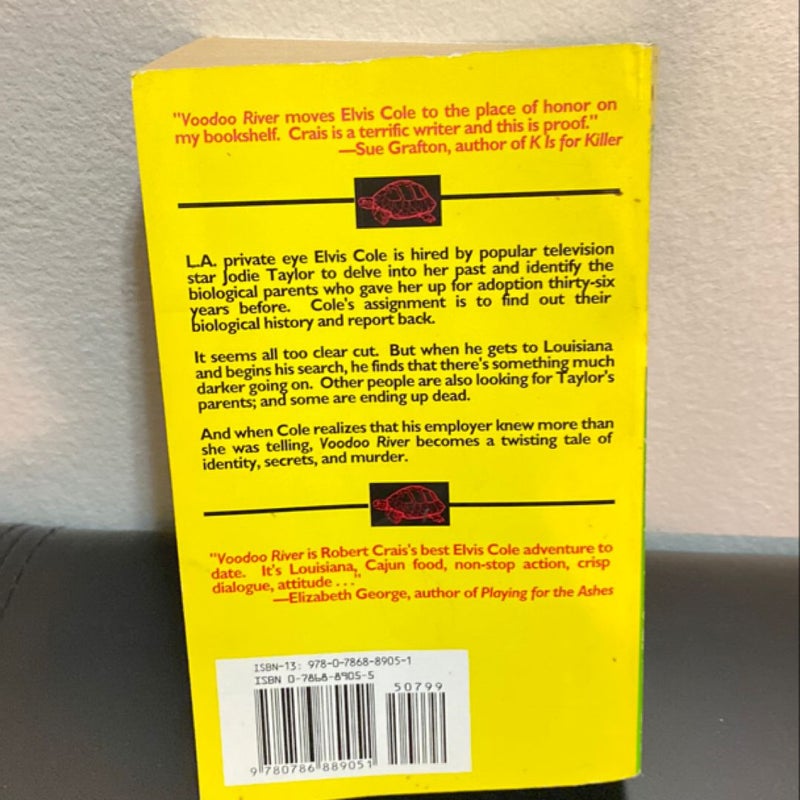 "Voodoo River moves Elvis Cole to the place of honor on
my bookshelf. Crais is a terrific writer and this is proof."
—Sue Grafton, author of K Is for Killer
L.A. private eye Elvis Cole is hired by popular television
star Jodie Taylor to delve into her past and identify the
biological parents who gave her up for adoption thirty-six
years before. Cole's assignment is to find out their
biological history and report back.
It seems all too clear cut. But when he gets to Louisiana
and begins his search, he finds that there's something much
darker going on. Other people are also looking for Taylor's
parents; and some are ending up dead.
And when Cole realizes that his employer knew more than
she was telling, Voodoo River becomes a twisting tale of
identity, secrets, and murder.
"Voodoo River is Robert Crais's best Elvis Cole adventure to
date. It's Louisiana, Cajun food, non-stop action, crisp
dialogue, attitude . . ."
—Elizabeth George, author of Playing for the Ashes
ISBN-13: 978-0-7868-8905-1
ISBN 0-7868-8905-5
50799
9 780786 889051